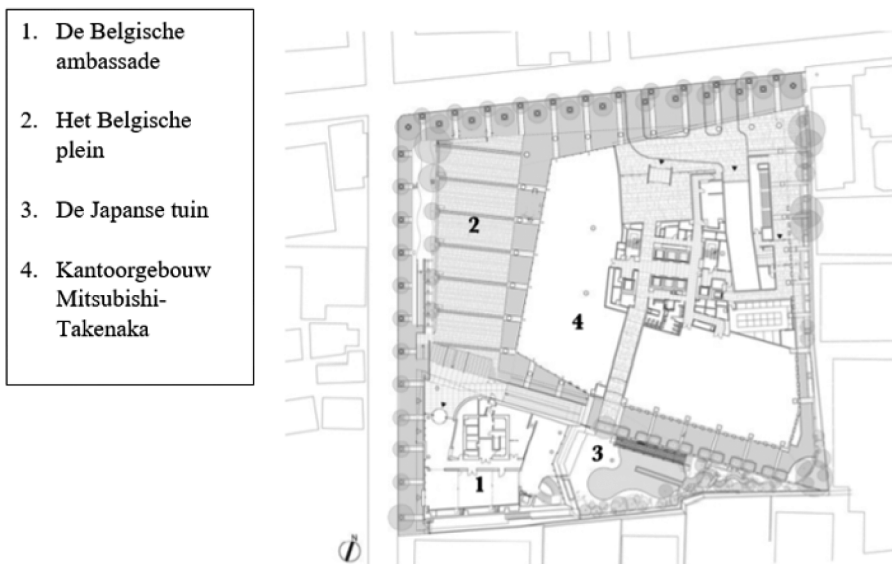 1. De Belgische
ambassade
2. Het Belgische
plein
3. De Japanse tuin
4. Kantoorgebouw
Mitsubishi-
Takenaka
2
4
3
1
N